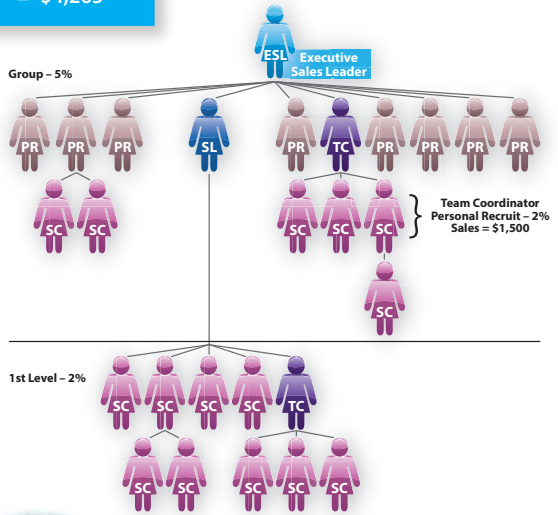 = $1,265
ESL
Executive
Sales Leader
Group – 5%
PR PR PR SL PR TC PR PR PR PR
SC SC SC SC SC
Team Coordinator
Personal Recruit – 2%
Sales = $1,500
SC
1st Level – 2%
SC SC SC SC TC
SC SC SC SC SC